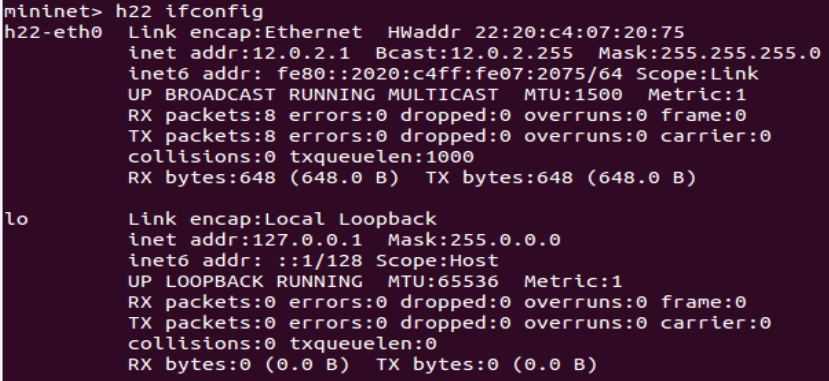 mininet> h22 ifconfig
h22-eth0  Link encap:Ethernet  HWaddr 22:20:c4:07:20:75
inet addr:12.0.2.1  Bcast:12.0.2.255  Mask:255.255.255.0
inet6 addr: fe80::2020:c4ff:fe07:2075/64 Scope:Link
UP BROADCAST RUNNING MULTICAST  MTU:1500  Metric:1
RX packets:8 errors:0 dropped:0 overruns:0 frame:0
TX packets:8 errors:0 dropped:0 overruns:0 carrier:0
collisions:0 txqueuelen:1000
RX bytes:648 (648.0 B)  TX bytes:648 (648.0 B)
lo        Link encap:Local Loopback
inet addr:127.0.0.1  Mask:255.0.0.0
inet6 addr: ::1/128 Scope:Host
UP LOOPBACK RUNNING  MTU:65536  Metric:1
RX packets:0 errors:0 dropped:0 overruns:0 frame:0
TX packets:0 errors:0 dropped:0 overruns:0 carrier:0
collisions:0 txqueuelen:0
RX bytes:0 (0.0 B)  TX bytes:0 (0.0 B)